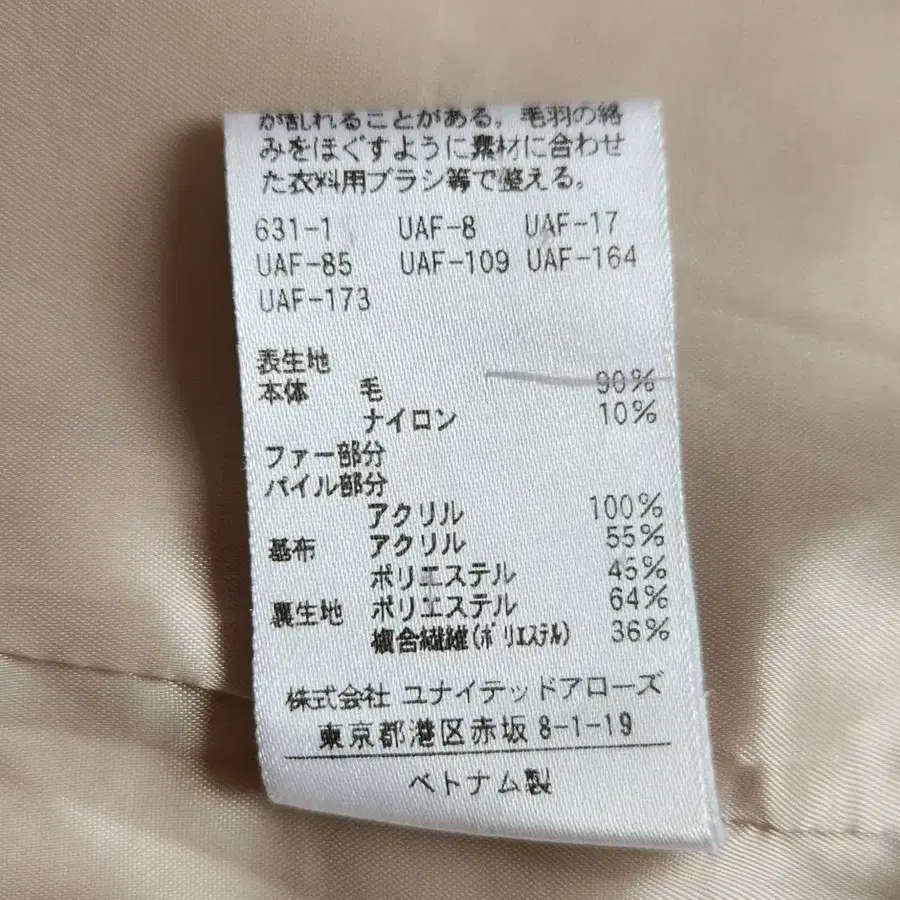 が乱れることがある。毛羽の絡
みをほぐすように素材に合わせ
た衣料用ブラシ等で整える。
631-1 UAF-8 UAF-17
UAF-85 UAF-109 UAF-164
UAF-173
表生地
本体 毛 90%
ナイロン 10%
ファー部分
パイル部分
アクリル 100%
基布 アクリル 55%
ポリエステル 45%
裏生地 ポリエステル 64%
複合繊維(ポリエステル) 36%
株式会社 ユナイテッドアローズ
東京都港区赤坂 8-1-19
ベトナム製